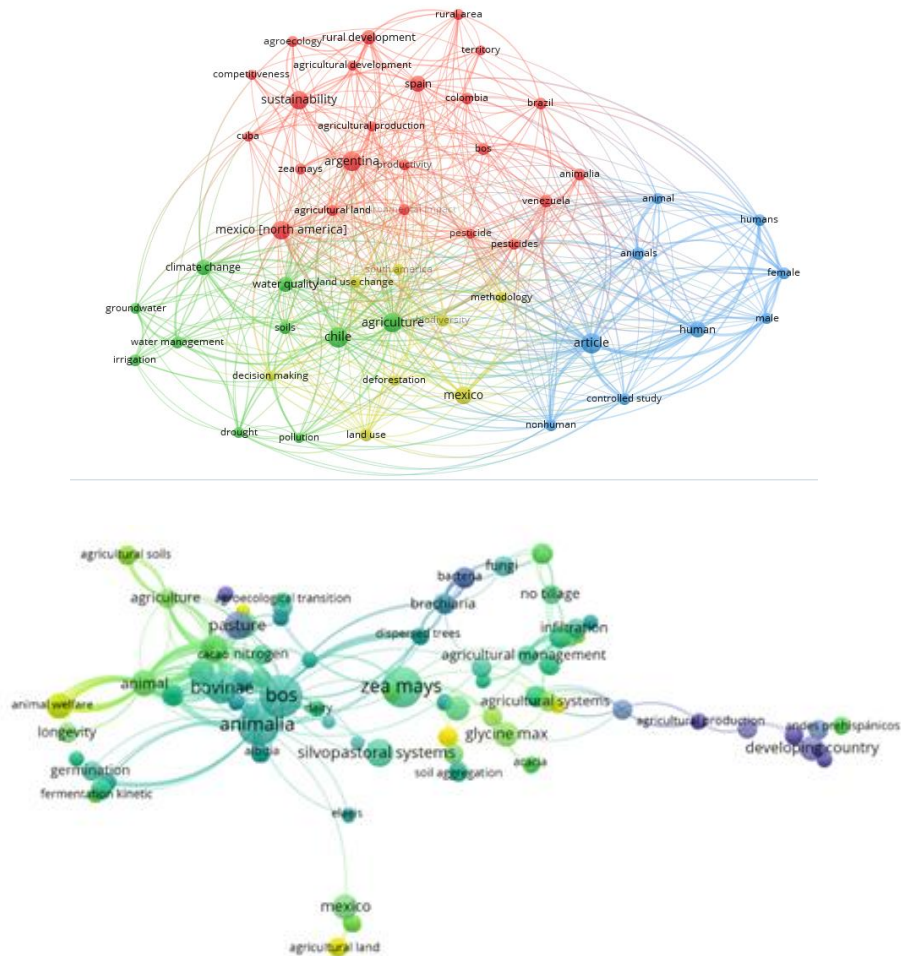 rural area
rural development
agroecology
territory
agricultural development
competitiveness
spain
sustainability
colombia
brazil
agricultural production
cuba
bos
argentina
productivity
zea mays
animalia
animal
venezuela
agricultural land
humans
mexico [north america]
pesticide
pesticides
animals
climate change
south america
female
water quality
land use change
methodology
groundwater
male
agriculture
biodiversity
soils
human
chile
water management
article
irrigation
decision making
deforestation
mexico
controlled study
nonhuman
drought
pollution
land use
agricultural soils
fungi
bacteria
agriculture
agroecological transition
no tillage
brachiaria
pasture
infiltration
dispersed trees
cacao
nitrogen
agricultural management
animal
bovinae
bos
zea mays
animal welfare
agricultural systems
dairy
agricultural production
andes prehispánicos
animalia
longevity
glycine max
developing country
silvopastoral systems
acacia
germination
soil aggregation
fermentation kinetic
mexico
agricultural land